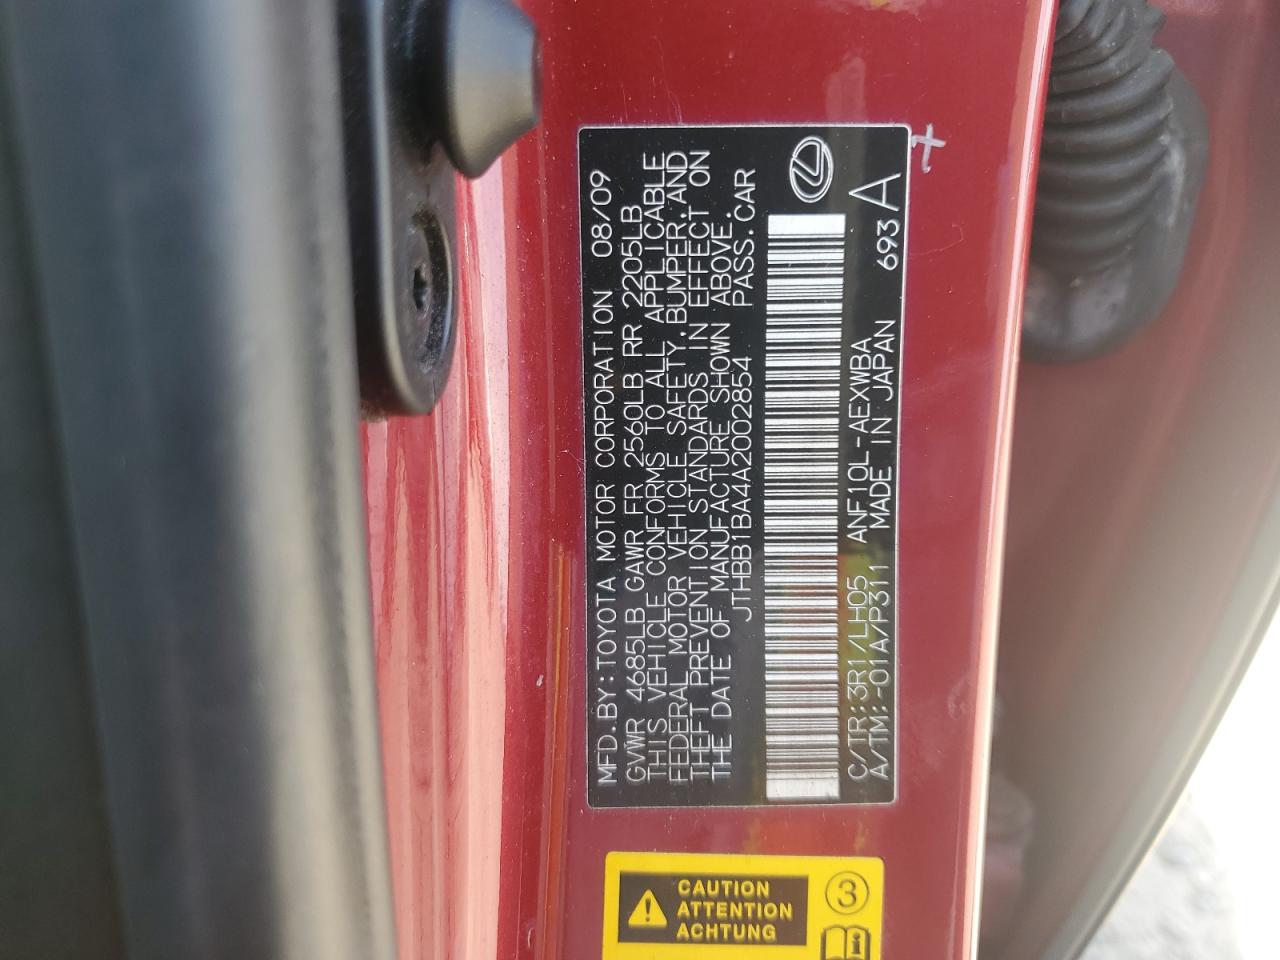 MFD.BY:TOYOTA MOTOR CORPORATION 08/09
GVWR 4685LB GAWR FR 2560LB RR 2205LB
THIS VEHICLE CONFORMS TO ALL APPLICABLE
FEDERAL MOTOR VEHICLE SAFETY,BUMPER,AND
THEFT PREVENTION STANDARDS IN EFFECT ON
THE DATE OF MANUFACTURE SHOWN ABOVE.
JTHBB1BA4A2002854 PASS.CAR
C/TR:3R1/LH05 ANF10L-AEXWBA 693 A
A/TM:-01A/P311 MADE IN JAPAN
CAUTION
ATTENTION
ACHTUNG
3